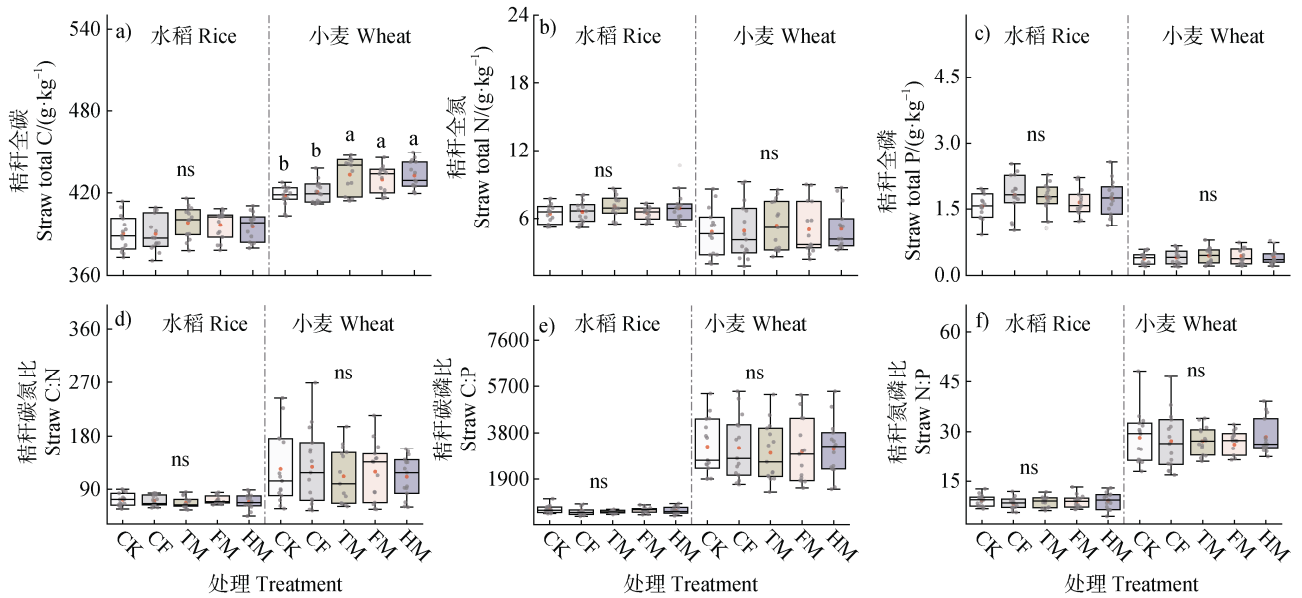 a) 水稻 Rice 小麦 Wheat
秸秆全碳
Straw total C/(g·kg⁻¹)
540
480
420
360
ns
b b a a a
b) 水稻 Rice 小麦 Wheat
秸秆全氮
Straw total N/(g·kg⁻¹)
24
18
12
6
ns
ns
c) 水稻 Rice 小麦 Wheat
秸秆全磷
Straw total P/(g·kg⁻¹)
4.5
3.0
1.5
0.0
ns
ns
d) 水稻 Rice 小麦 Wheat
秸秆碳氮比
Straw C:N
360
270
180
90
ns
ns
CK CF TM FM HM CK CF TM FM HM
处理 Treatment
e) 水稻 Rice 小麦 Wheat
秸秆碳磷比
Straw C:P
7600
5700
3800
1900
ns
ns
CK CF TM FM HM CK CF TM FM HM
处理 Treatment
f) 水稻 Rice 小麦 Wheat
秸秆氮磷比
Straw N:P
60
45
30
15
ns
ns
CK CF TM FM HM CK CF TM FM HM
处理 Treatment